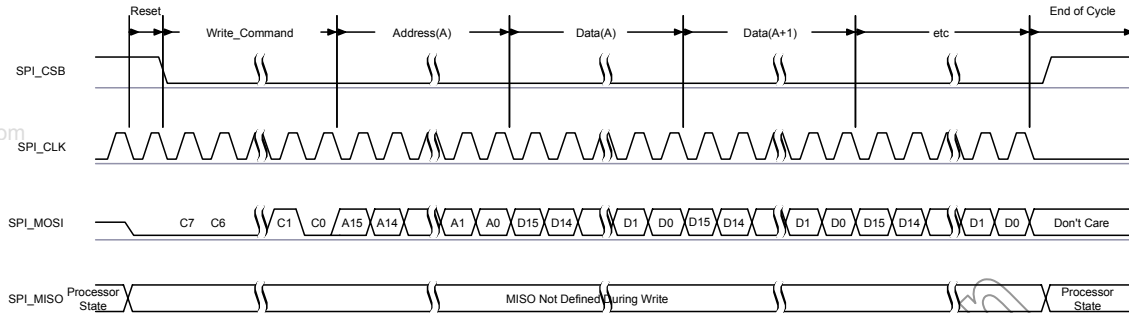 Reset
End of Cycle
Write_Command Address(A) Data(A) Data(A+1) etc
SPI_CSB
om
SPI_CLK
SPI_MOSI C7 C6 C1 C0 A15 A14 A1 A0 D15 D14 D1 D0 D15 D14 D1 D0 D15 D14 D1 D0 Don't Care
SPI_MISO Processor State MISO Not Defined During Write Processor State